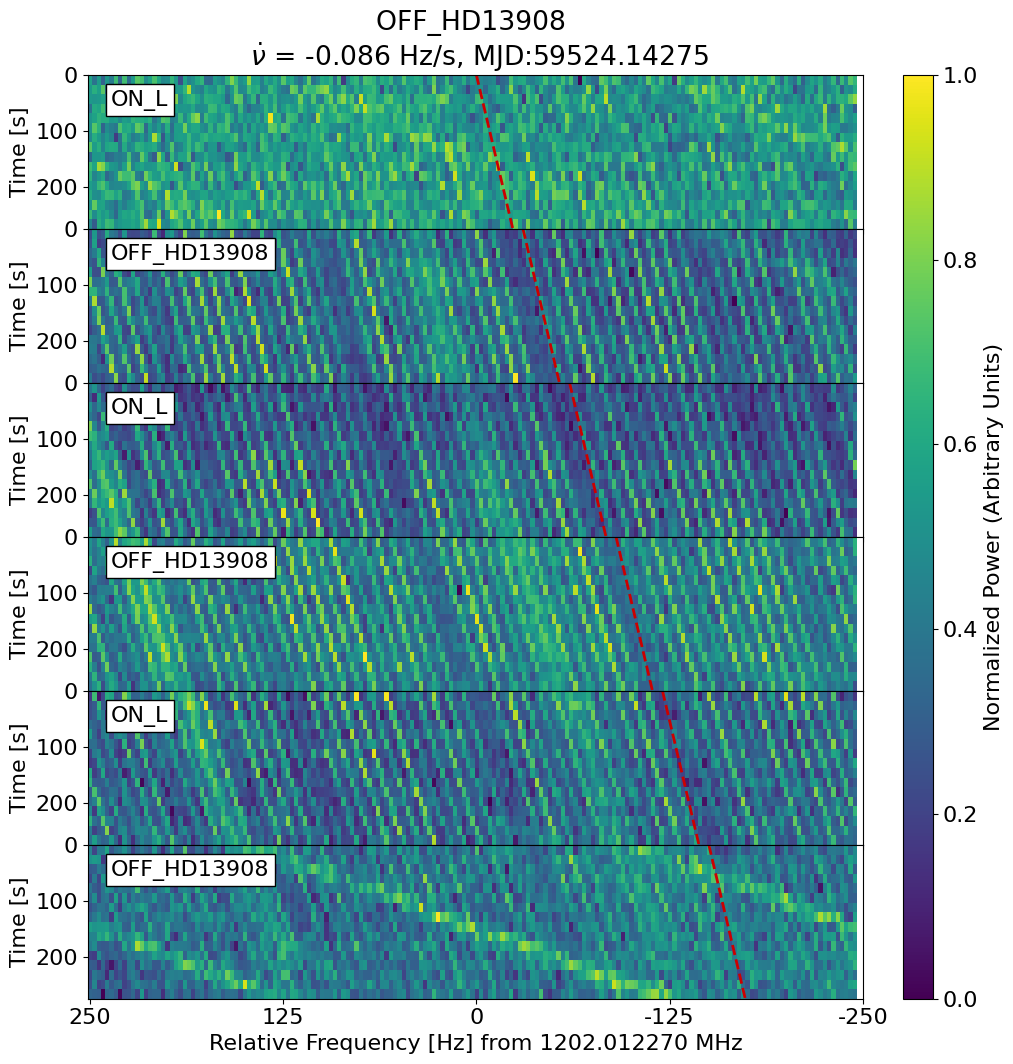 OFF_HD13908
ν̇ = -0.086 Hz/s, MJD:59524.14275
0
100
200
Time [s]
ON_L
0
100
200
Time [s]
OFF_HD13908
0
100
200
Time [s]
ON_L
0
100
200
Time [s]
OFF_HD13908
0
100
200
Time [s]
ON_L
0
100
200
Time [s]
OFF_HD13908
250 125 0 -125 -250
Relative Frequency [Hz] from 1202.012270 MHz
1.0
0.8
0.6
0.4
0.2
0.0
Normalized Power (Arbitrary Units)